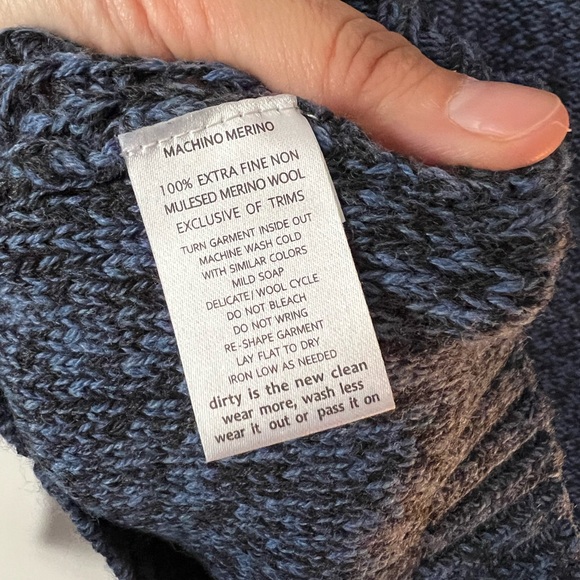 MACHINO MERINO
100% EXTRA FINE NON
MULESED MERINO WOOL
EXCLUSIVE OF TRIMS
TURN GARMENT INSIDE OUT
MACHINE WASH COLD
WITH SIMILAR COLORS
MILD SOAP
DELICATE/WOOL CYCLE
DO NOT BLEACH
DO NOT WRING
RE-SHAPE GARMENT
LAY FLAT TO DRY
IRON LOW AS NEEDED
dirty is the new clean
wear more, wash less
wear it out or pass it on